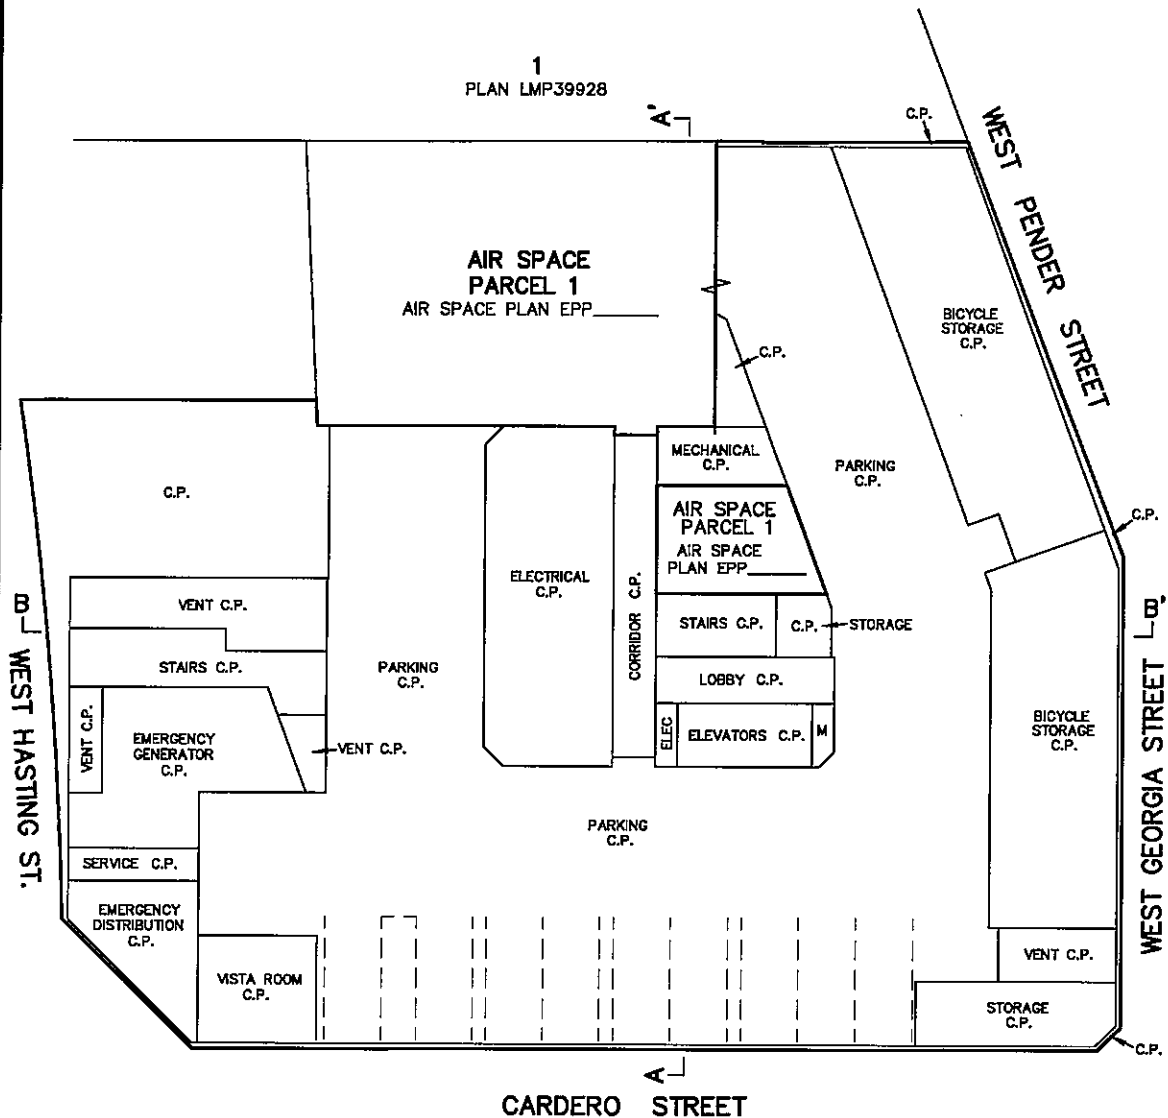 1
PLAN LMP39928
A'
C.P.
WEST PENDER STREET
AIR SPACE
PARCEL 1
AIR SPACE PLAN EPP______
BICYCLE
STORAGE
C.P.
C.P.
MECHANICAL
C.P.
PARKING
C.P.
C.P.
C.P.
AIR SPACE
PARCEL 1
AIR SPACE
PLAN EPP______
ELECTRICAL
C.P.
CORRIDOR C.P.
VENT C.P.
B
B'
STAIRS C.P.
C.P.
STORAGE
STAIRS C.P.
PARKING
C.P.
LOBBY C.P.
WEST HASTING ST.
WEST GEORGIA STREET
VENT C.P.
EMERGENCY
GENERATOR
C.P.
VENT C.P.
ELEC
ELEVATORS C.P.
M
BICYCLE
STORAGE
C.P.
PARKING
C.P.
SERVICE C.P.
EMERGENCY
DISTRIBUTION
C.P.
VISTA ROOM
C.P.
VENT C.P.
STORAGE
C.P.
C.P.
A
CARDERO STREET